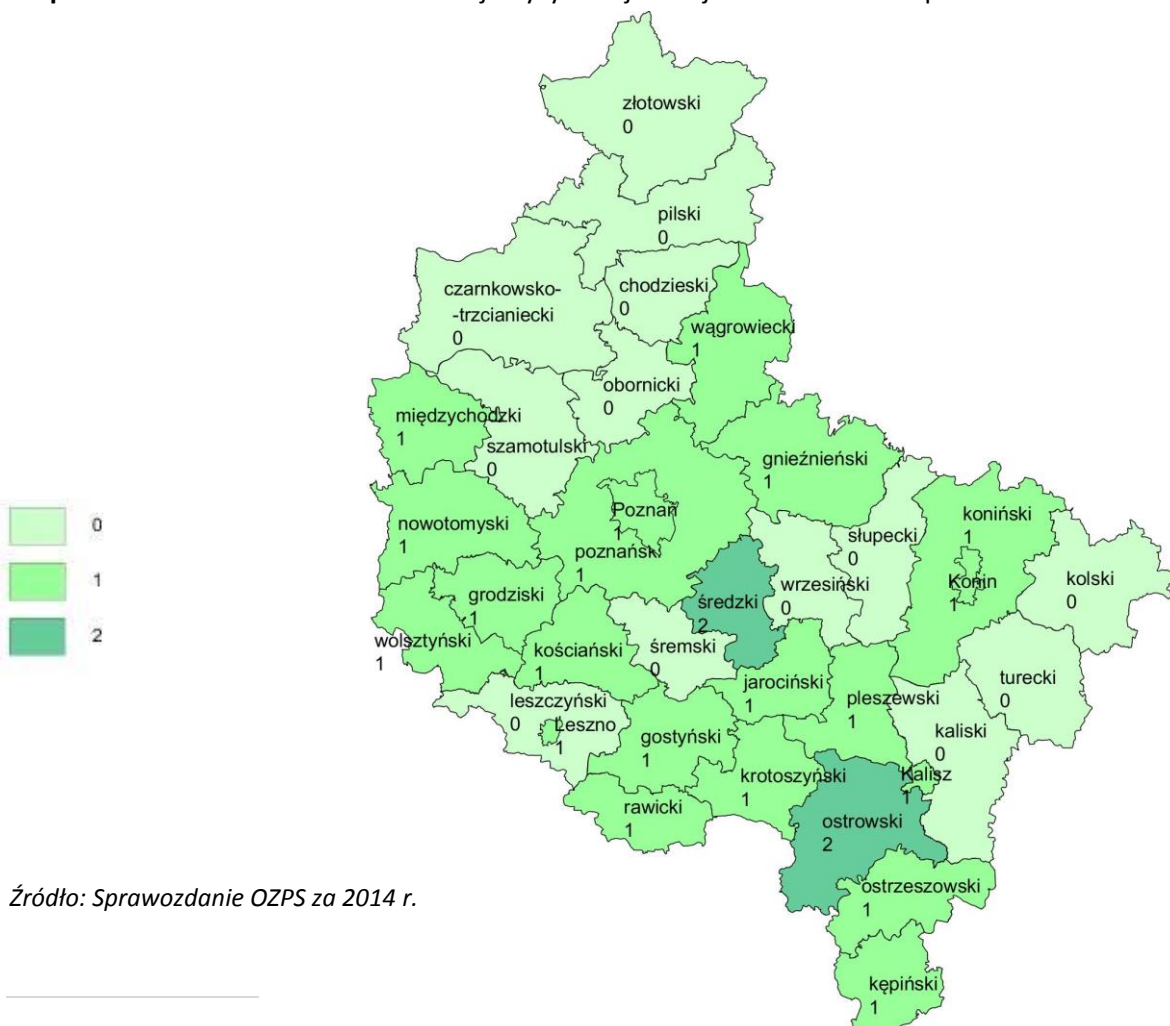 złotowski
0
pilski
0
czarnkowsko-
-trzcianiecki
0
chodzieski
0
wągrowiecki
1
obornicki
0
międzychodzki
1
szamotulski
0
gnieźnieński
1
nowotomyski
1
Poznań
1
poznański
1
słupecki
0
koniński
1
Konin
1
kolski
0
wrzesiński
0
średzki
2
grodziski
1
wolsztyński
1
kościański
1
śremski
0
jarociński
1
pleszewski
1
turecki
0
kaliski
0
leszczyński
0
Leszno
1
gostyński
1
krotoszyński
1
Kalisz
1
rawicki
1
ostrowski
2
ostrzeszowski
1
kępiński
1
0
1
2
Źródło: Sprawozdanie OZPS za 2014 r.